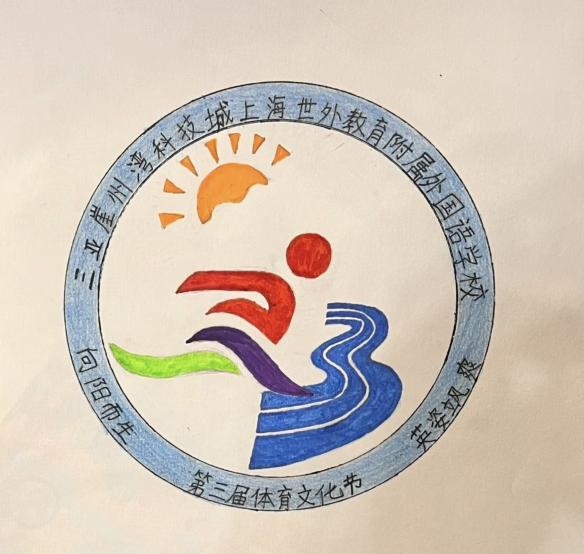 三亚崖州湾科技城上海世外教育附属外国语学校
向阳而生
英姿飒爽
第三届体育文化节